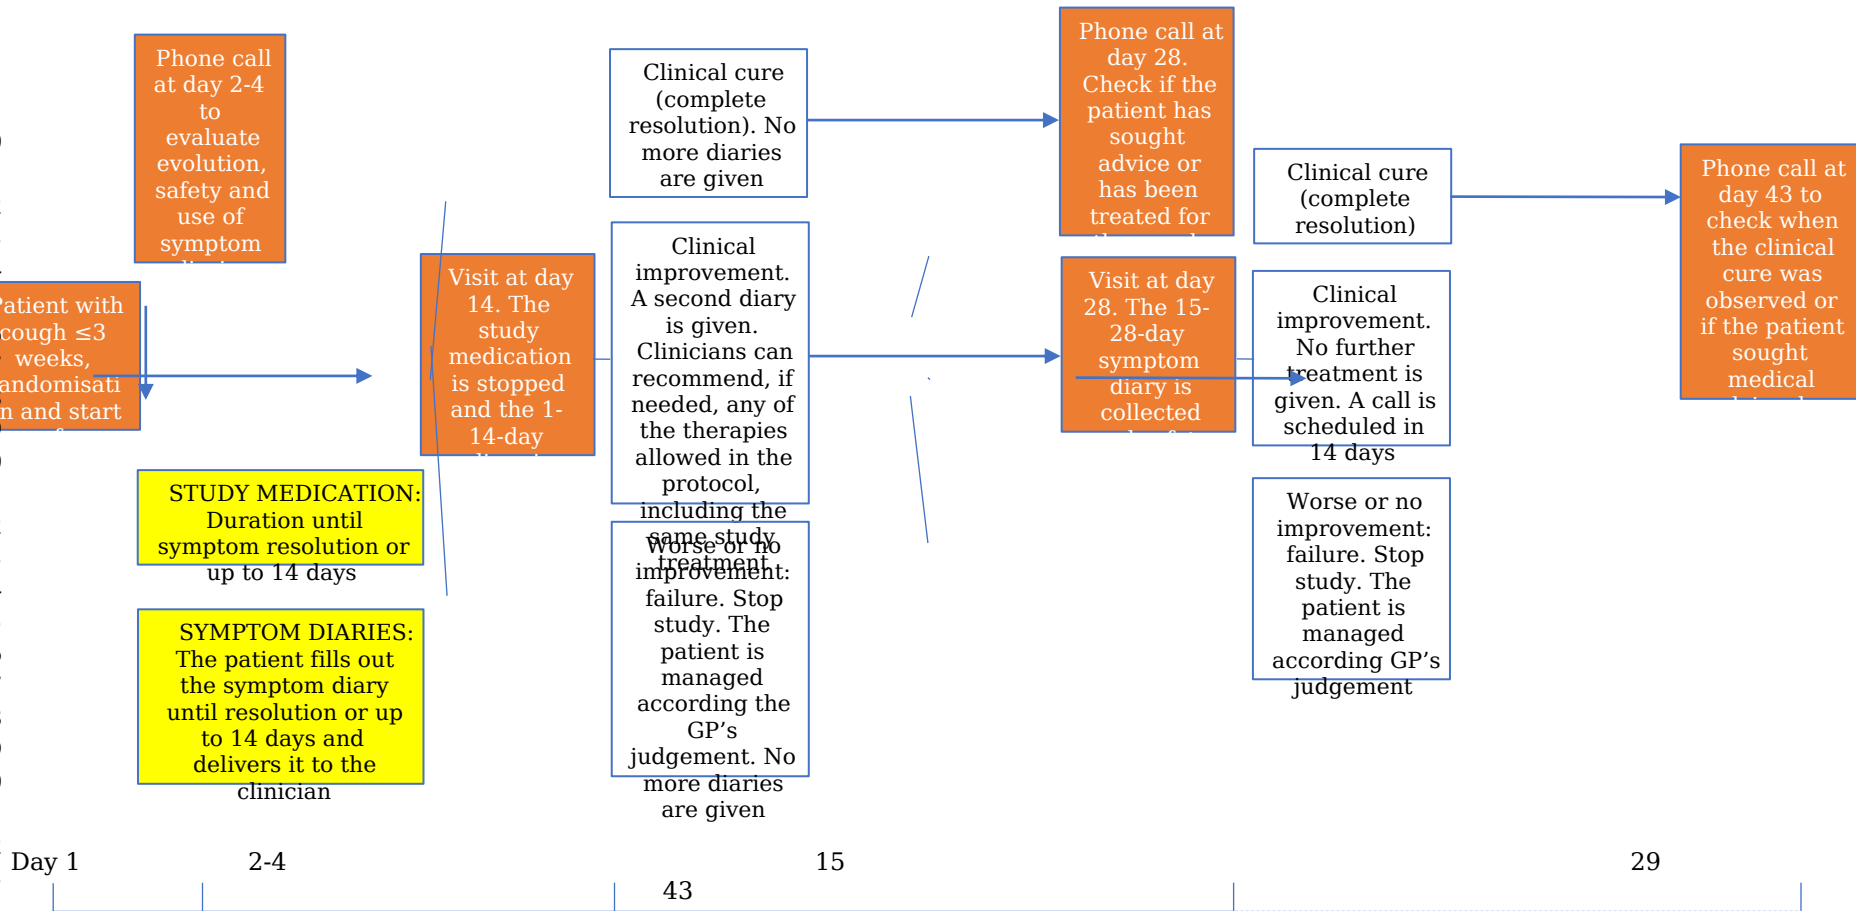 Phone call
at day 2-4
to
evaluate
evolution,
safety and
use of
symptom
Clinical cure
(complete
resolution). No
more diaries
are given
Phone call at
day 28.
Check if the
patient has
sought
advice or
has been
treated for
Clinical cure
(complete
resolution)
Phone call at
day 43 to
check when
the clinical
cure was
observed or
if the patient
sought
medical
Patient with
cough ≤3
weeks,
andomisati
n and start
Visit at day
14. The
study
medication
is stopped
and the 1-
14-day
Clinical
improvement.
A second diary
is given.
Clinicians can
recommend, if
needed, any of
the therapies
allowed in the
protocol,
including the
same study
treatment
Visit at day
28. The 15-
28-day
symptom
diary is
collected
Clinical
improvement.
No further
treatment is
given. A call is
scheduled in
14 days
STUDY MEDICATION:
Duration until
symptom resolution or
up to 14 days
Worse or no
improvement:
failure. Stop
study. The
patient is
managed
according the
GP’s
judgement. No
more diaries
are given
Worse or no
improvement:
failure. Stop
study. The
patient is
managed
according GP’s
judgement
SYMPTOM DIARIES:
The patient fills out
the symptom diary
until resolution or up
to 14 days and
delivers it to the
clinician
Day 1 2-4 15 29
43